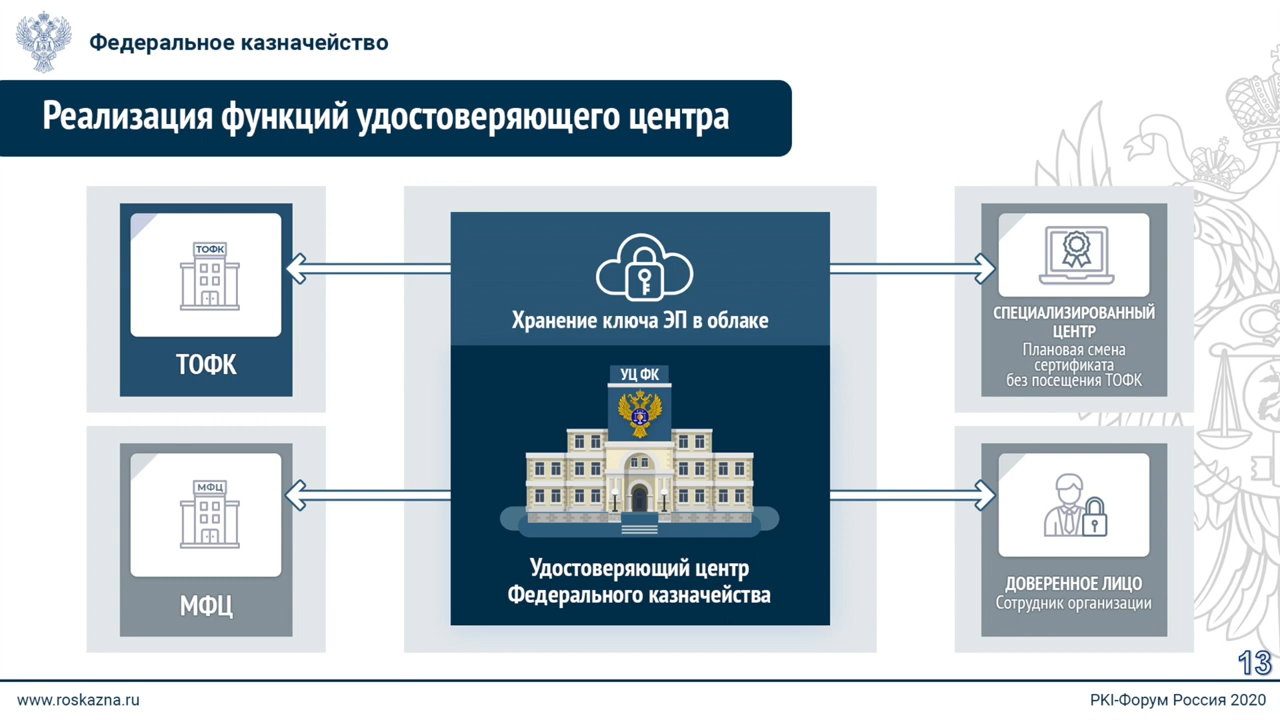 Федеральное казначейство
Реализация функций удостоверяющего центра
ТОФК
ТОФК
МФЦ
МФЦ
Хранение ключа ЭП в облаке
УЦ ФК
Удостоверяющий центр
Федерального казначейства
СПЕЦИАЛИЗИРОВАННЫЙ
ЦЕНТР
Плановая смена
сертификата
без посещения ТОФК
ДОВЕРЕННОЕ ЛИЦО
Сотрудник организации
13
www.roskazna.ru
PKI-Форум Россия 2020